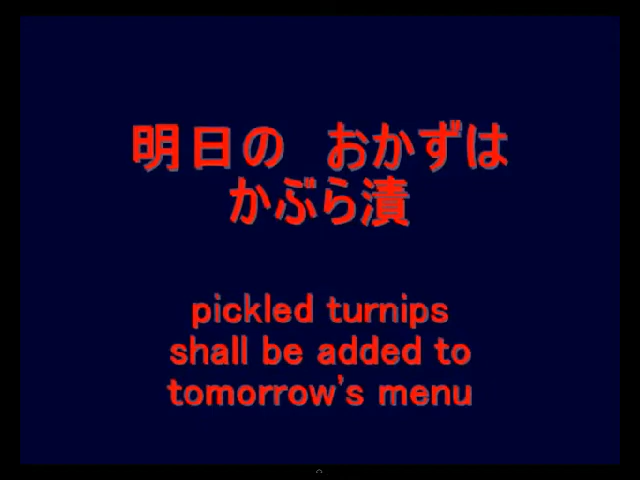 明日の　おかずは
かぶら漬
pickled turnips
shall be added to
tomorrow's menu